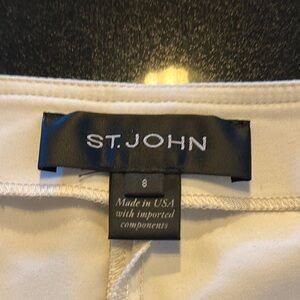 ST. JOHN
8
Made in USA
with imported
components